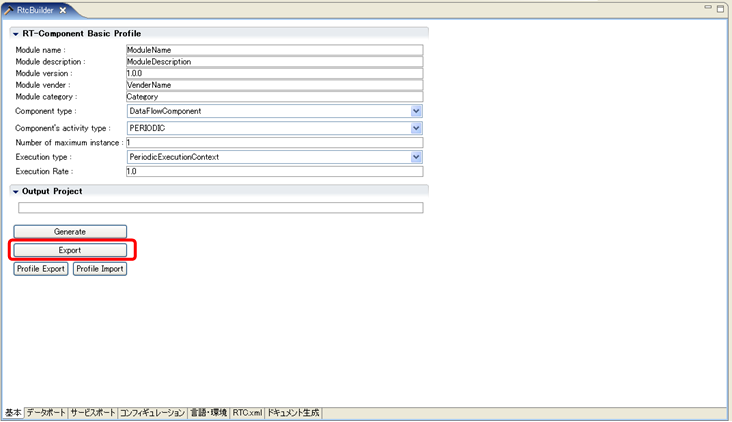 RtcBuilder
RT-Component Basic Profile
Module name : ModuleName
Module description : ModuleDescription
Module version : 1.0.0
Module vender : VenderName
Module category : Category
Component type : DataFlowComponent
Component's activity type : PERIODIC
Number of maximum instance : 1
Execution type : PeriodicExecutionContext
Execution Rate : 1.0
Output Project
Generate
Export
Profile Export Profile Import
基本 データポート サービスポート コンフィギュレーション 言語・環境 RTC.xml ドキュメント生成